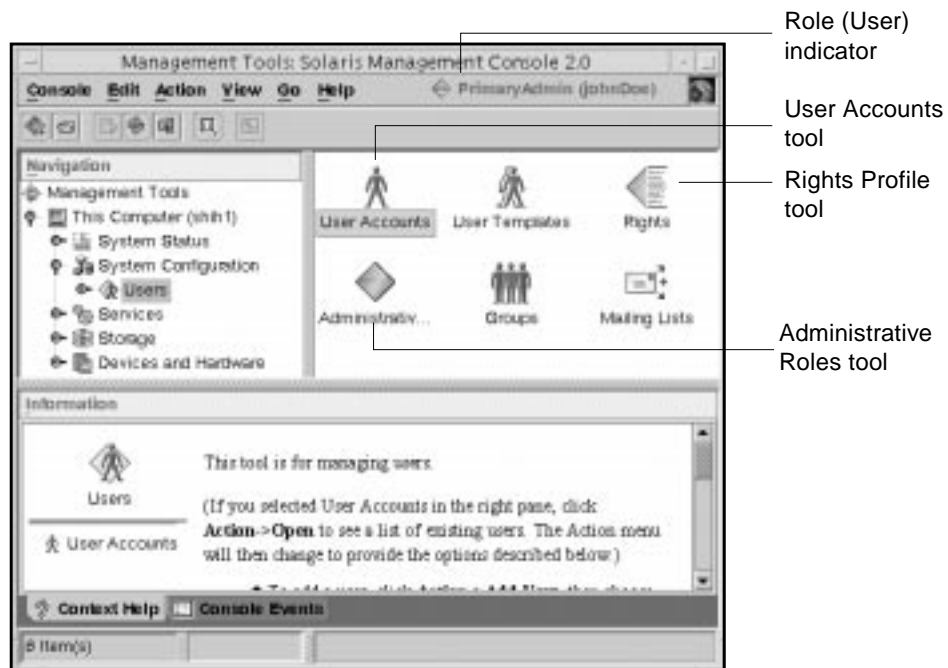 Role (User)
indicator
User Accounts
tool
Rights Profile
tool
Administrative
Roles tool
Management Tools: Solaris Management Console 2.0
Console Edit Action View Go Help PrimaryAdmin (johnDoe)
Navigation
Management Tools
This Computer (shih1)
System Status
System Configuration
Users
Services
Storage
Devices and Hardware
User Accounts User Templates Rights
Administrativ... Groups Mailing Lists
Information
Users
User Accounts
This tool is for managing users.
(If you selected User Accounts in the right pane, click
Action->Open to see a list of existing users. The Action menu
will then change to provide the options described below.)
Context Help Console Events
6 Item(s)